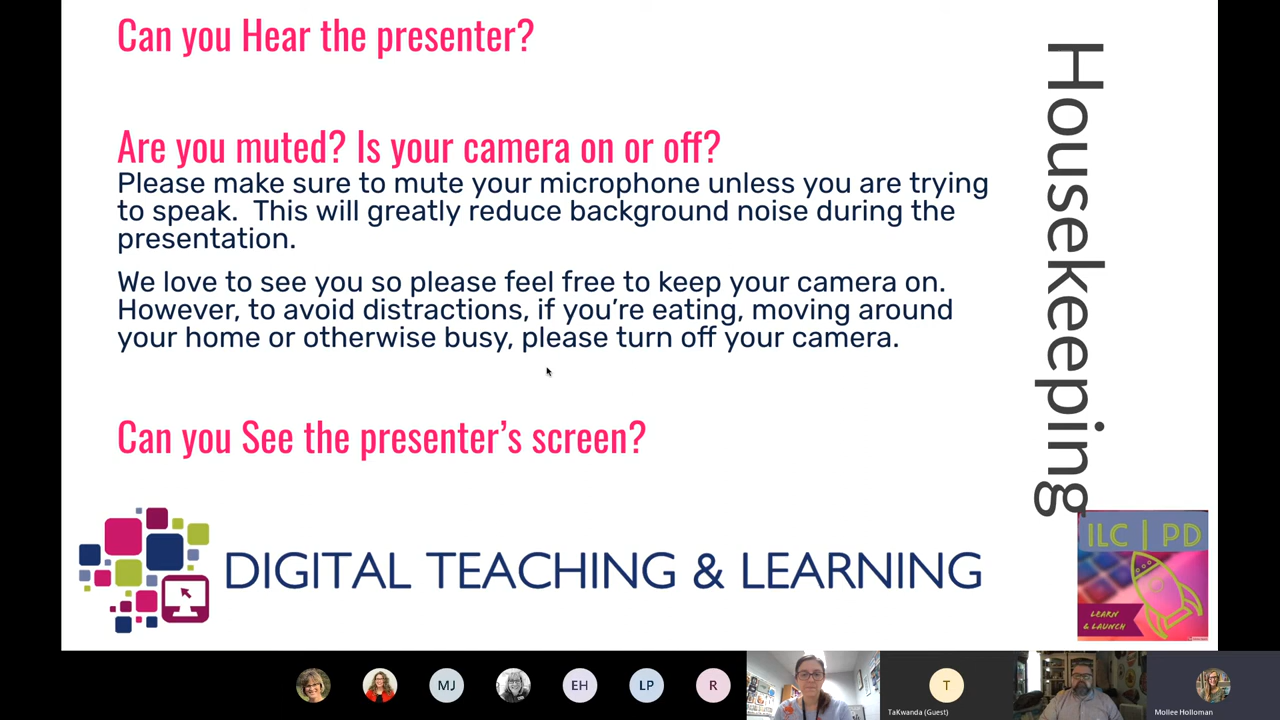 Can you Hear the presenter?
Are you muted? Is your camera on or off?
Please make sure to mute your microphone unless you are trying
to speak.  This will greatly reduce background noise during the
presentation.
We love to see you so please feel free to keep your camera on.
However, to avoid distractions, if you’re eating, moving around
your home or otherwise busy, please turn off your camera.
Can you See the presenter’s screen?
Housekeeping
DIGITAL TEACHING & LEARNING
ILC | PD
LEARN
& LAUNCH
MJ
EH
LP
R
T
TaKwanda (Guest)
Mollee Holloman